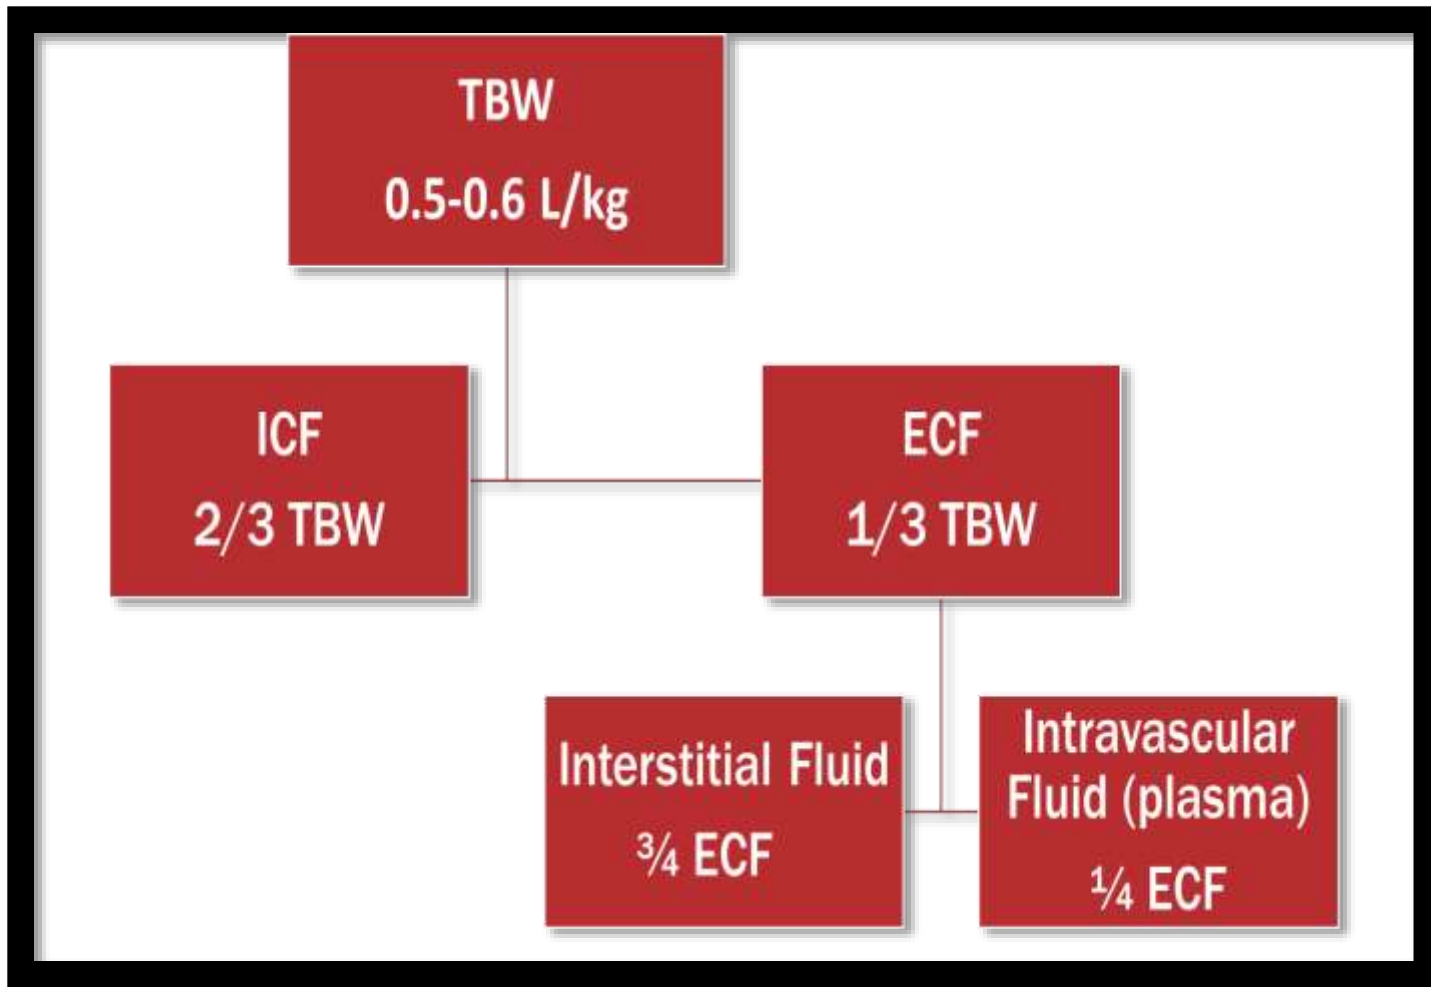 TBW
0.5-0.6 L/kg
ICF
2/3 TBW
ECF
1/3 TBW
Interstitial Fluid
¾ ECF
Intravascular
Fluid (plasma)
¼ ECF